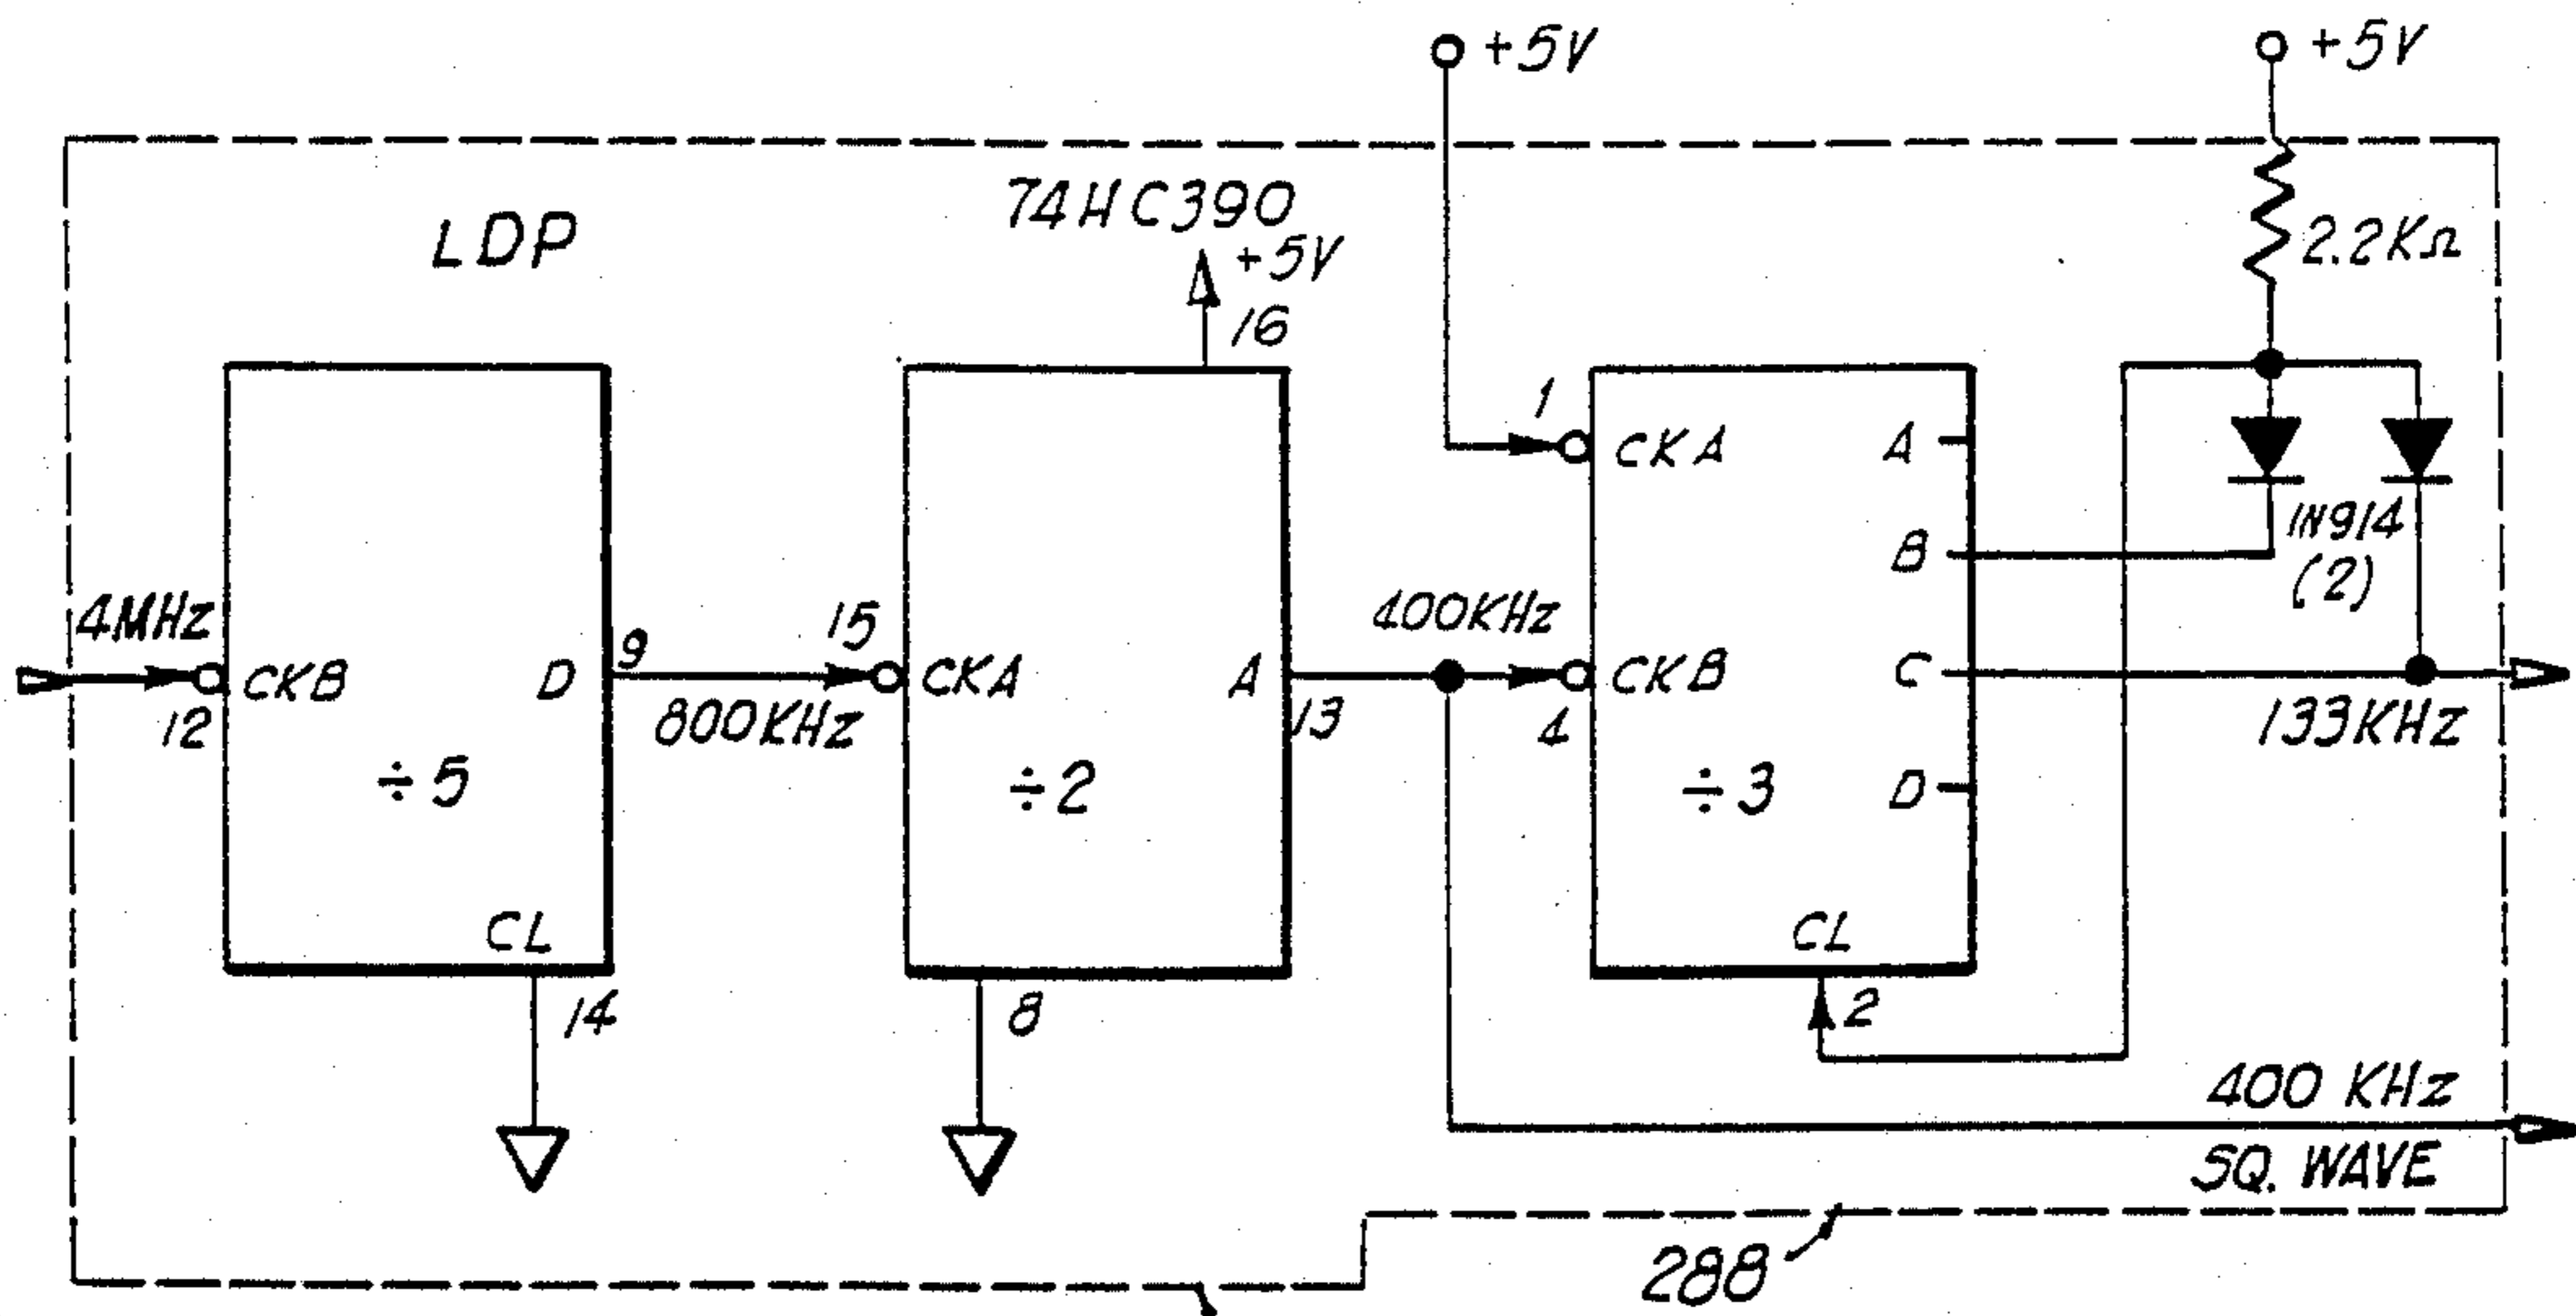 +5V
+5V
LDP
74HC390
+5V
16
2.2KΩ
1
CKA
A
1N914
(2)
B
4MHz
12
CKB
D
9
800KHz
15
CKA
A
13
400KHz
4
CKB
C
133KHz
÷5
÷2
÷3
D
CL
14
8
CL
2
400 KHz
SQ. WAVE
288